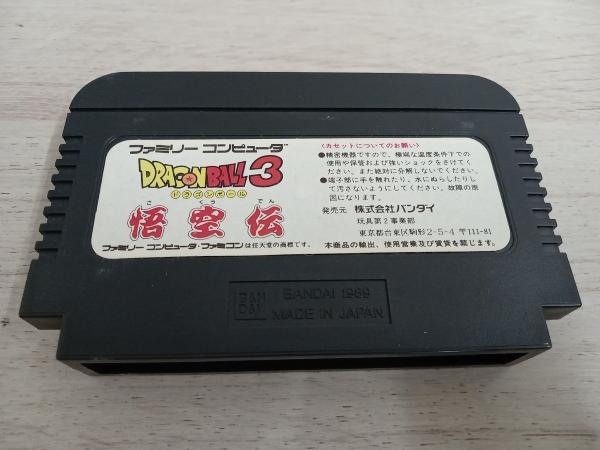 ファミリー コンピュータ
DRAGON BALL 3
ドラゴンボール
ご くう でん
悟空伝
ファミリー コンピュータ・ファミコンは任天堂の商標です。
〈カセットについてのお願い〉
●精密機器ですので、極端な温度条件下での
使用や保管および強いショックをさけてく
ださい。また絶対に分解しないでください。
●端子部に手を触れたり、水にぬらしたりし
て汚さないようにしてください。故障の原
因になります。
発売元 株式会社バンダイ
玩具第2事業部
東京都台東区駒形2-5-4 〒111-81
本商品の輸出、使用営業及び賃貸を禁じます。
BAN
DAI
BANDAI 1989
MADE IN JAPAN